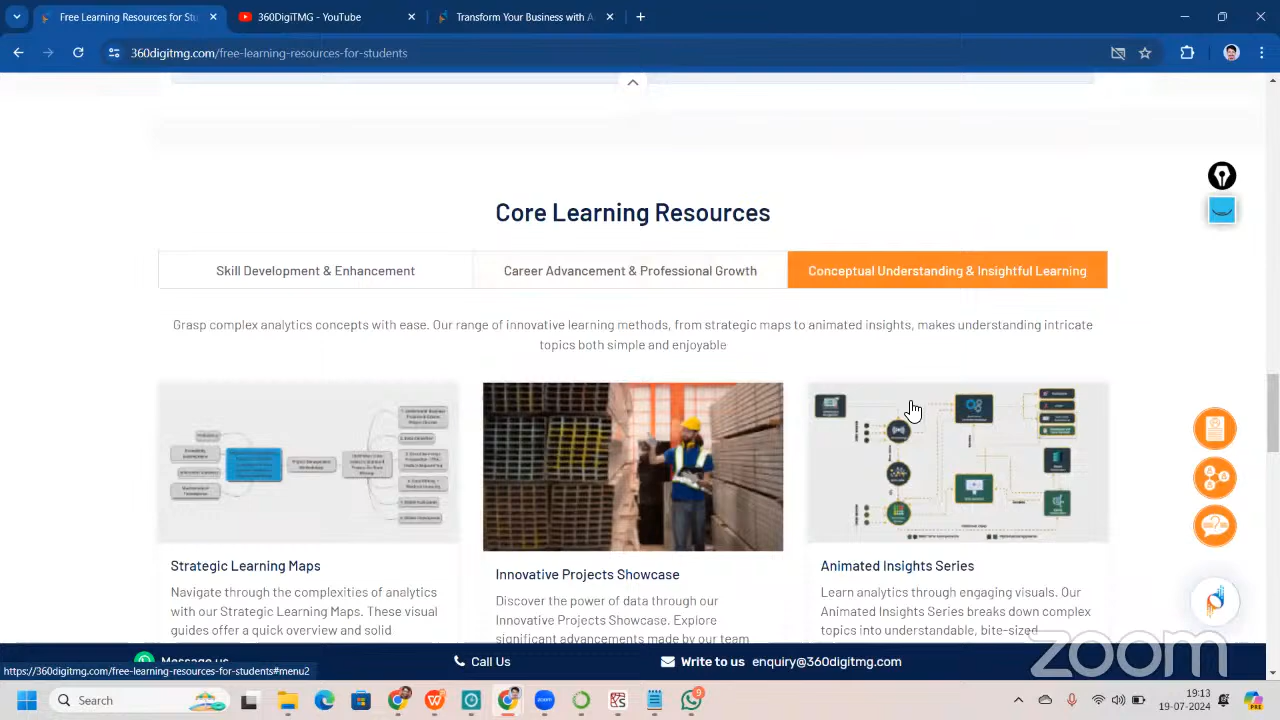 Free Learning Resources for Stu
360DigiTMG - YouTube
Transform Your Business with A
360digitmg.com/free-learning-resources-for-students
Core Learning Resources
Skill Development & Enhancement
Career Advancement & Professional Growth
Conceptual Understanding & Insightful Learning
Grasp complex analytics concepts with ease. Our range of innovative learning methods, from strategic maps to animated insights, makes understanding intricate
topics both simple and enjoyable
Strategic Learning Maps
Navigate through the complexities of analytics
with our Strategic Learning Maps. These visual
guides offer a quick overview and solid
Innovative Projects Showcase
Discover the power of data through our
Innovative Projects Showcase. Explore
significant advancements made by our team
Animated Insights Series
Learn analytics through engaging visuals. Our
Animated Insights Series breaks down complex
topics into understandable, bite-sized
Message us
Call Us
Write to us enquiry@360digitmg.com
https://360digitmg.com/free-learning-resources-for-students#menu2
zoom
Search
zoom
9
19:13
19-07-2024
PRE